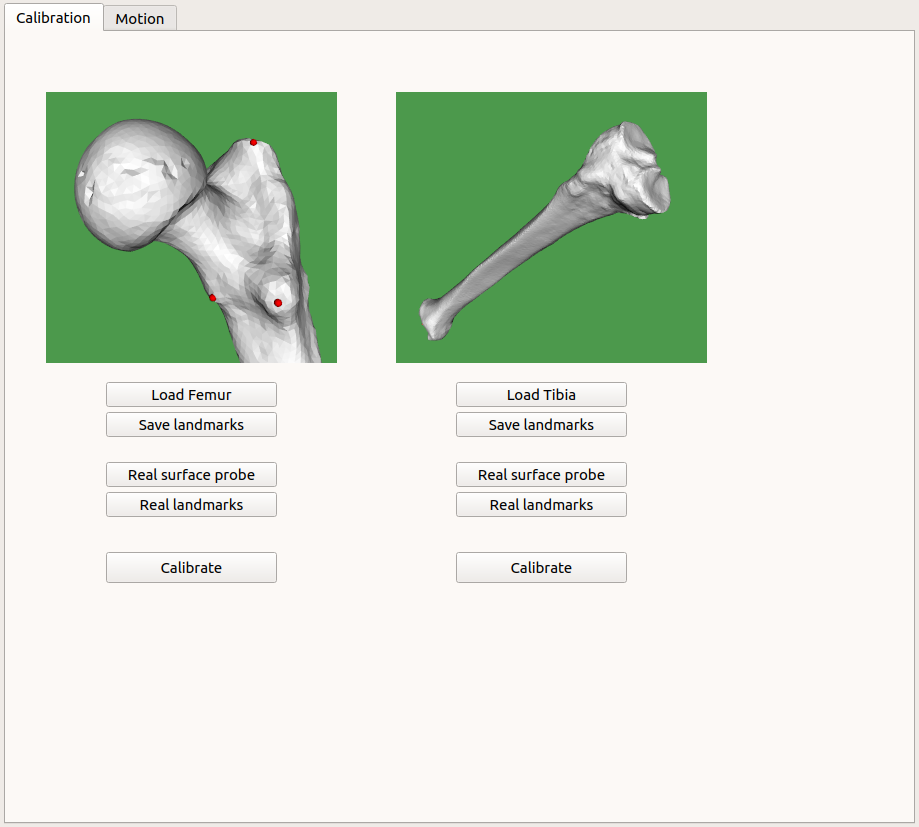 Calibration
Motion
Load Femur
Save landmarks
Real surface probe
Real landmarks
Calibrate
Load Tibia
Save landmarks
Real surface probe
Real landmarks
Calibrate